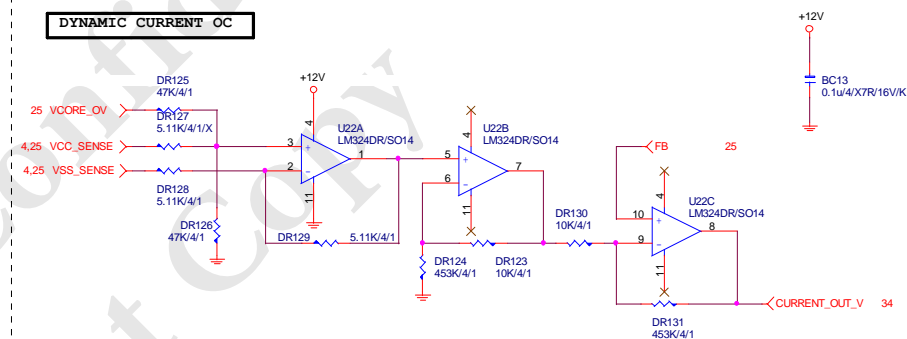 DYNAMIC CURRENT OC
+12V
BC13
0.1u/4/X7R/16V/K
DR125
47K/4/1
+12V
25 VCORE_OV
DR127
5.11K/4/1/X
4
U22A
LM324DR/SO14
U22B
LM324DR/SO14
4
FB 25
4,25 VCC_SENSE
3
+
1
5
+
7
4,25 VSS_SENSE
2
-
6
-
4
U22C
LM324DR/SO14
DR128
5.11K/4/1
11
11
DR130
10K/4/1
10
+
8
DR126
47K/4/1
DR129 5.11K/4/1
9
-
DR124
453K/4/1
DR123
10K/4/1
11
CURRENT_OUT_V 34
DR131
453K/4/1
Copy